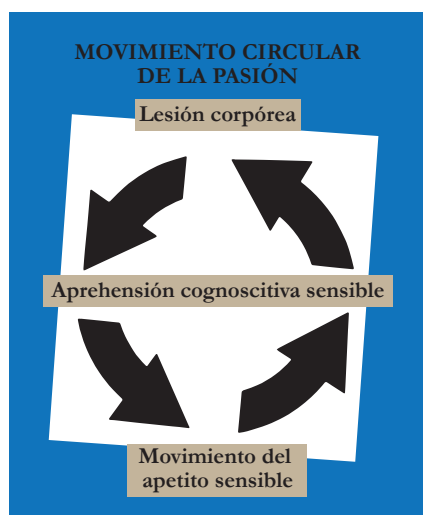 MOVIMIENTO CIRCULAR
DE LA PASIÓN
Lesión corpórea
Aprehensión cognoscitiva sensible
Movimiento del
apetito sensible